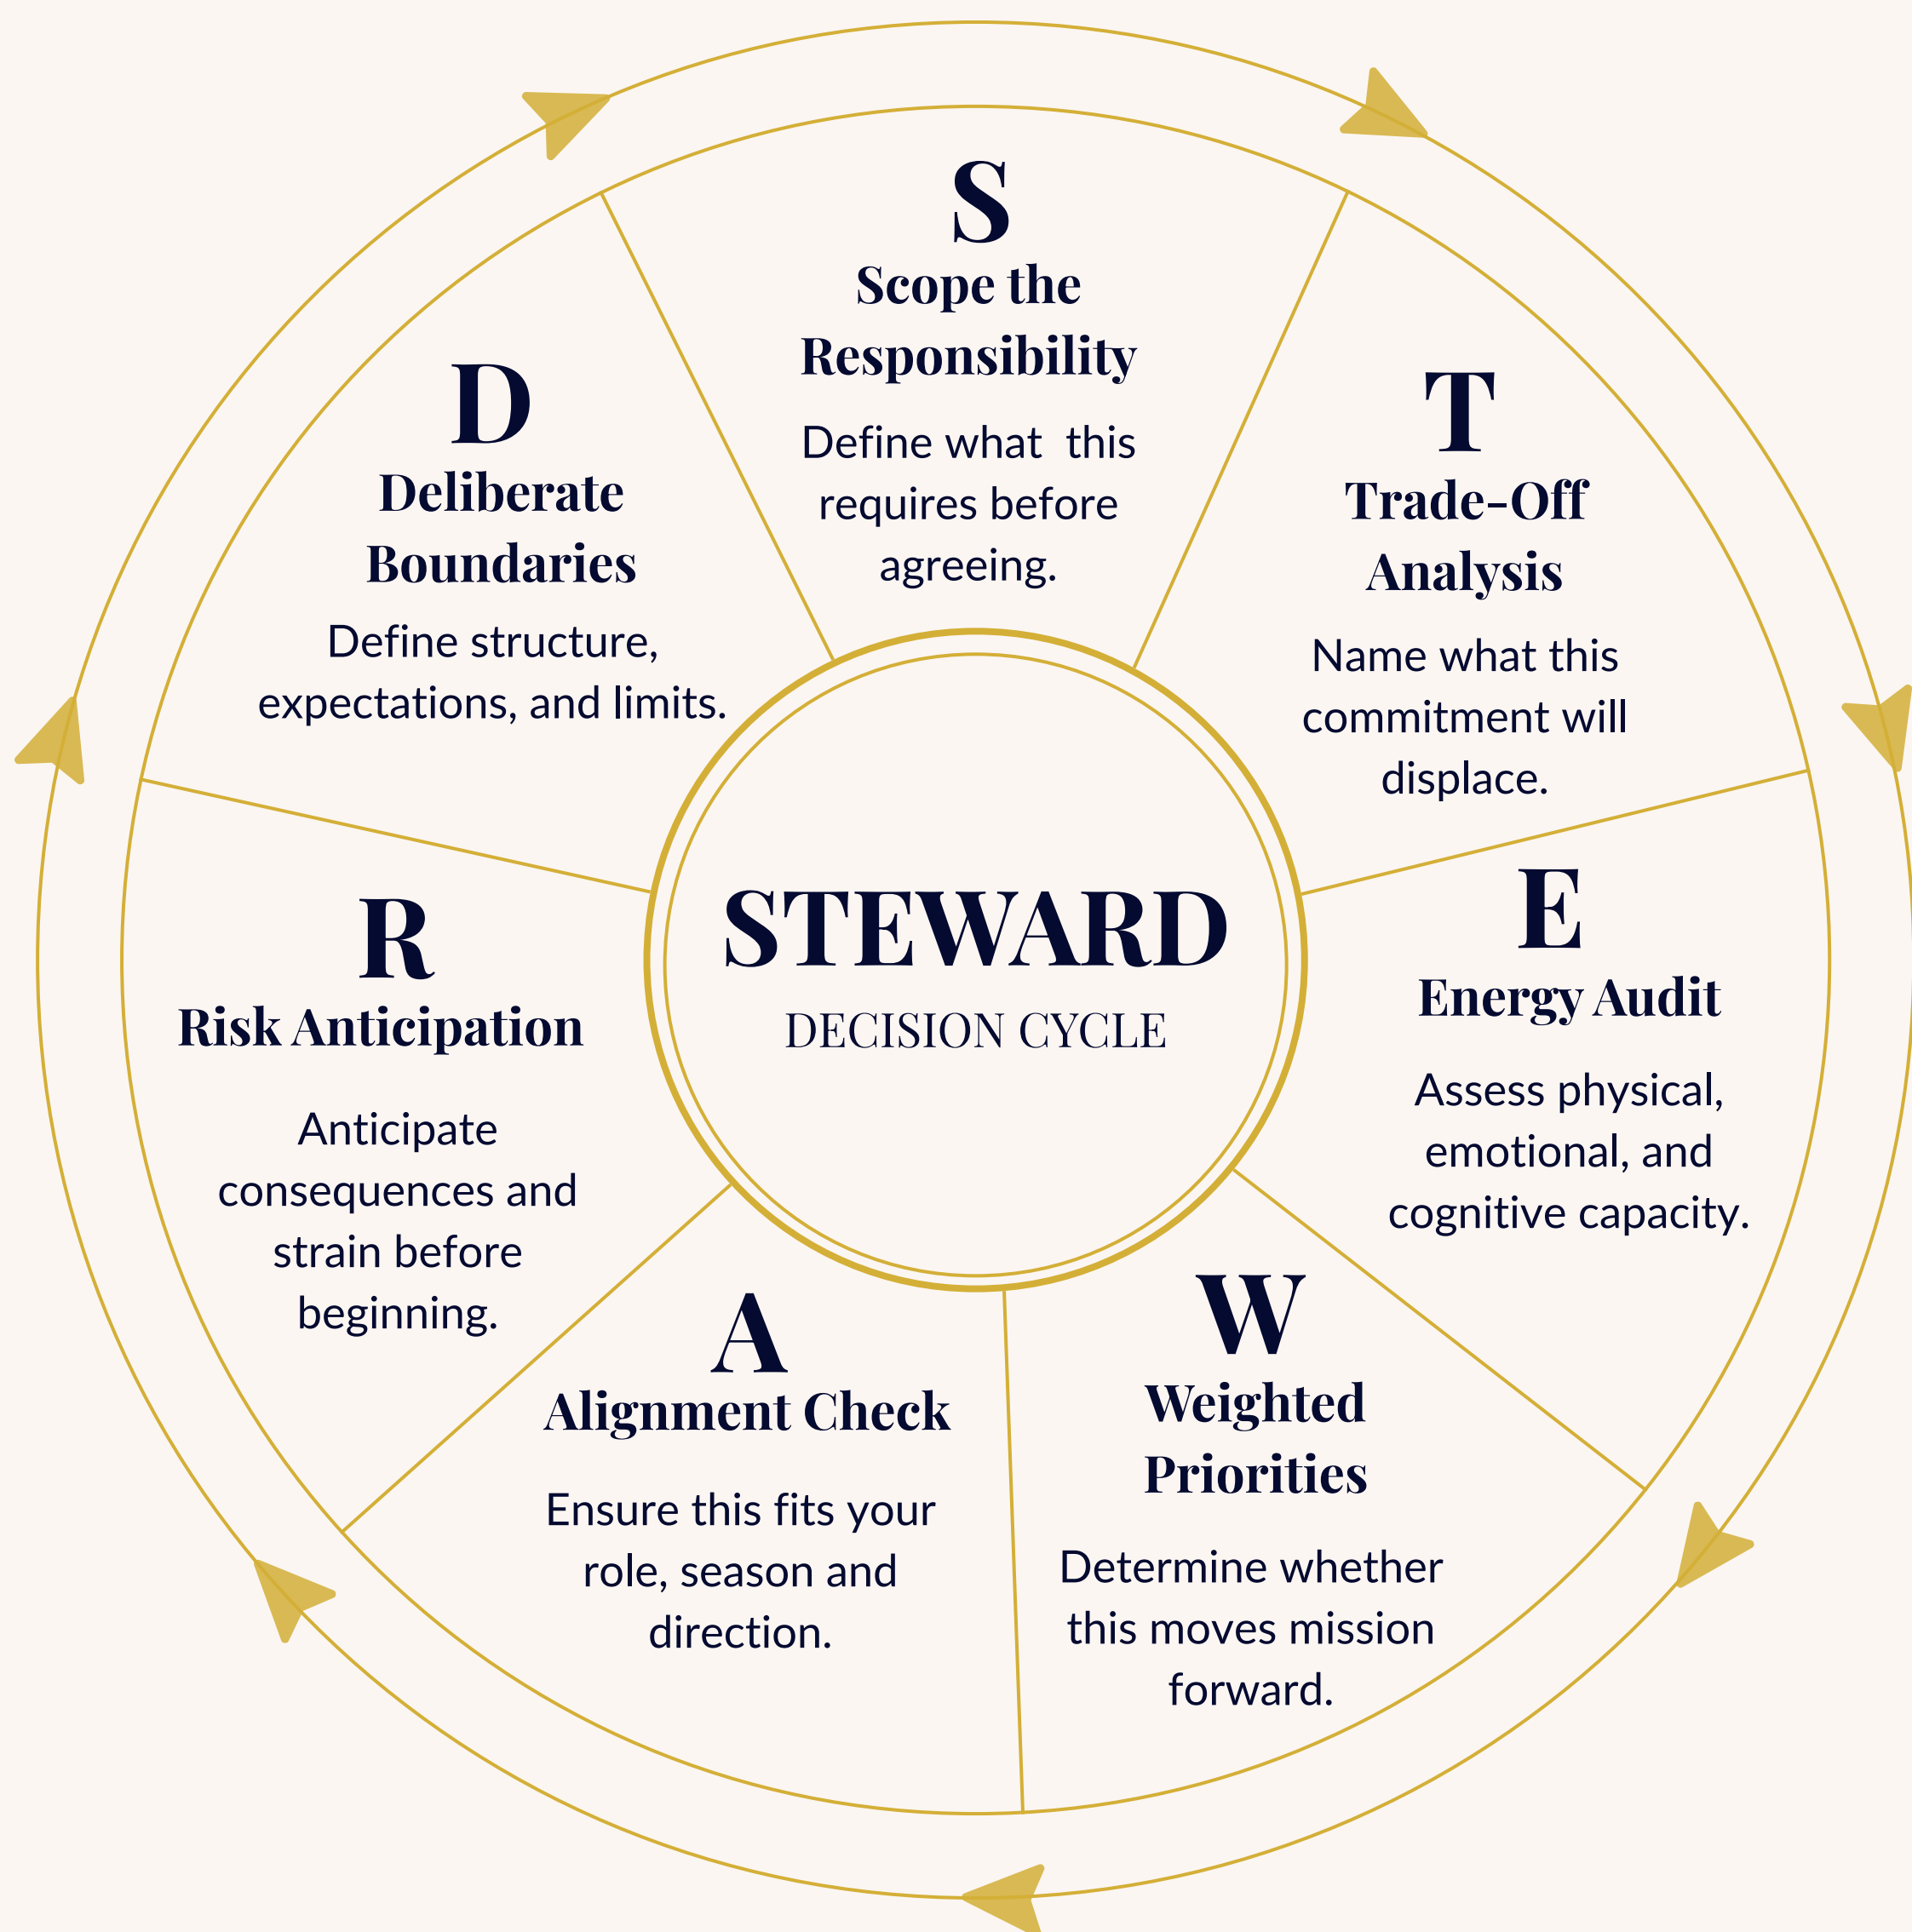 STEWARD
DECISION CYCLE
S
Scope the
Responsibility
Define what  this
requires before
agreeing.
T
Trade-Off
Analysis
Name what this
commitment will
displace.
E
Energy Audit
Assess physical,
emotional, and
cognitive capacity.
W
Weighted
Priorities
Determine whether
this moves mission
forward.
A
Alignment Check
Ensure this fits your
role, season and
direction.
R
Risk Anticipation
Anticipate
consequences and
strain before
beginning.
D
Deliberate
Boundaries
Define structure,
expectations, and limits.